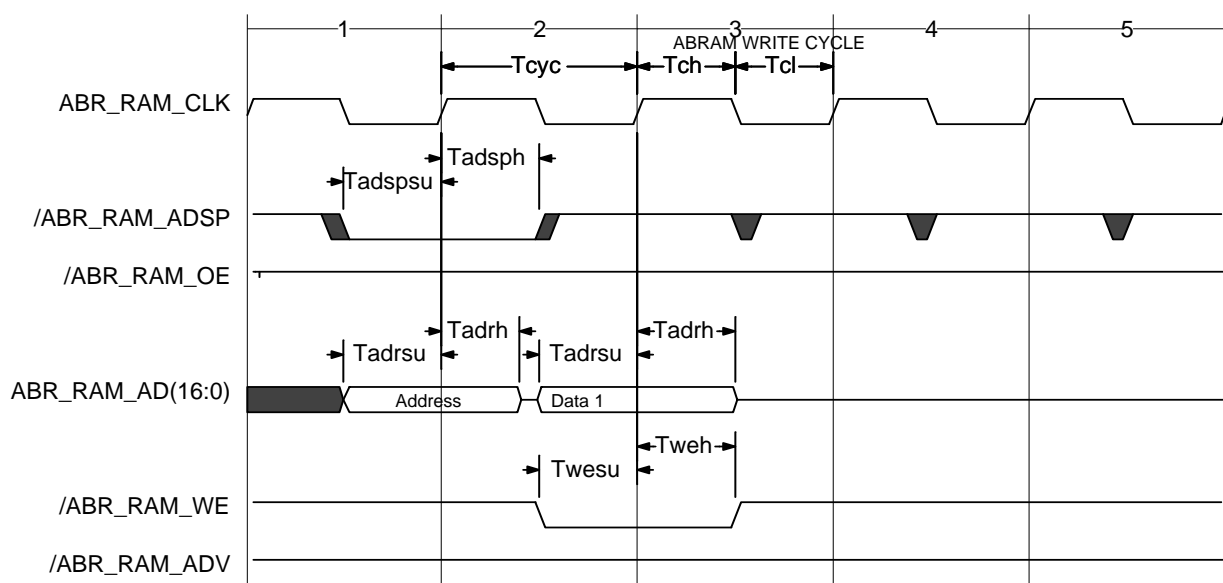 1 2 3 4 5
ABRAM WRITE CYCLE
Tcyc Tch Tcl
ABR_RAM_CLK
Tadsph
Tadspsu
/ABR_RAM_ADSP
/ABR_RAM_OE
Tadrh Tadrh
Tadrsu Tadrsu
ABR_RAM_AD(16:0)
Address Data 1
Tweh
Twesu
/ABR_RAM_WE
/ABR_RAM_ADV